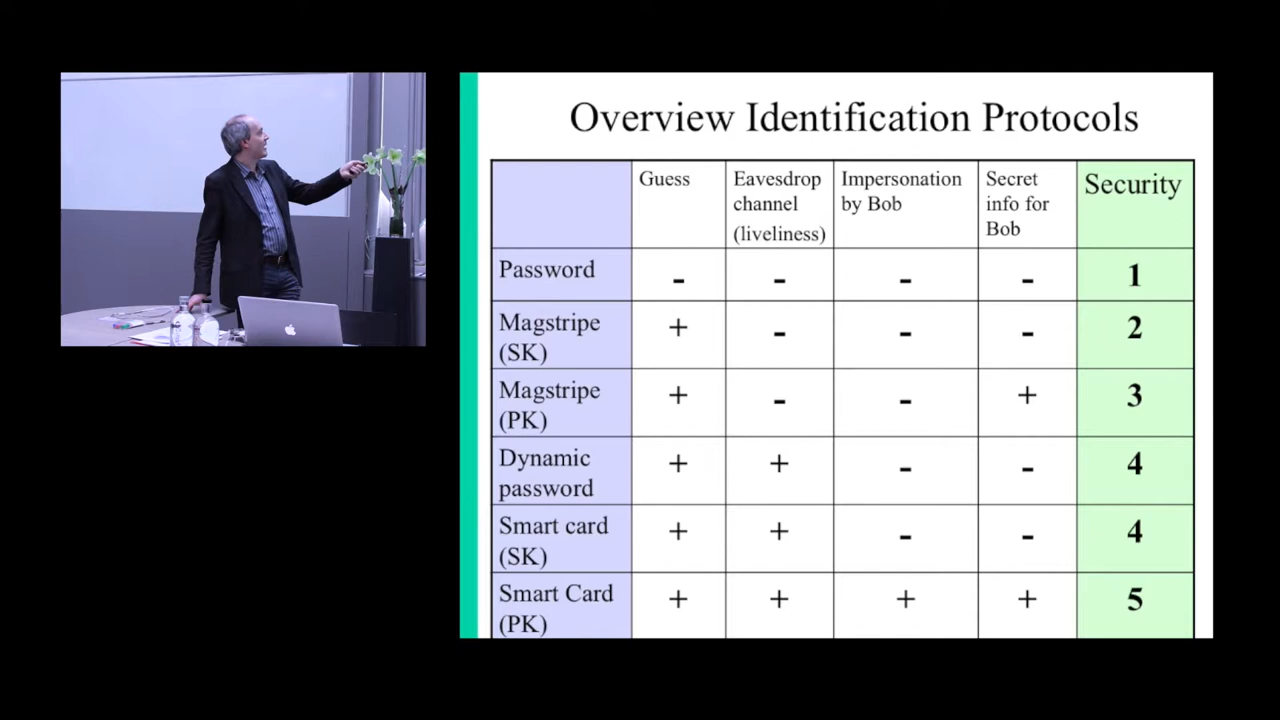 Overview Identification Protocols
Guess
Eavesdrop channel (liveliness)
Impersonation by Bob
Secret info for Bob
Security
Password - - - - 1
Magstripe (SK) + - - - 2
Magstripe (PK) + - - + 3
Dynamic password + + - - 4
Smart card (SK) + + - - 4
Smart Card (PK) + + + + 5